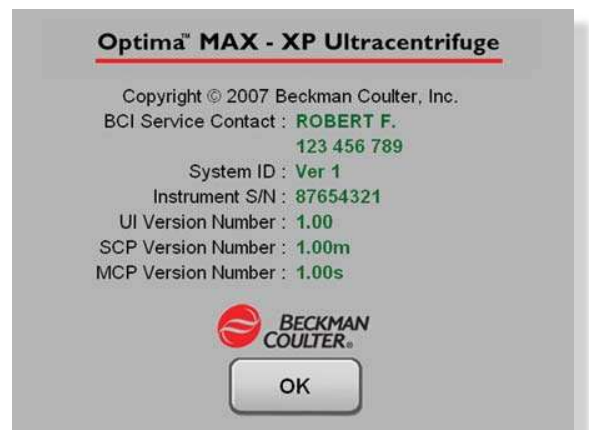 Optima™ MAX - XP Ultracentrifuge
Copyright © 2007 Beckman Coulter, Inc.
BCI Service Contact : ROBERT F.
123 456 789
System ID : Ver 1
Instrument S/N : 87654321
UI Version Number : 1.00
SCP Version Number : 1.00m
MCP Version Number : 1.00s
BECKMAN
COULTER®
OK